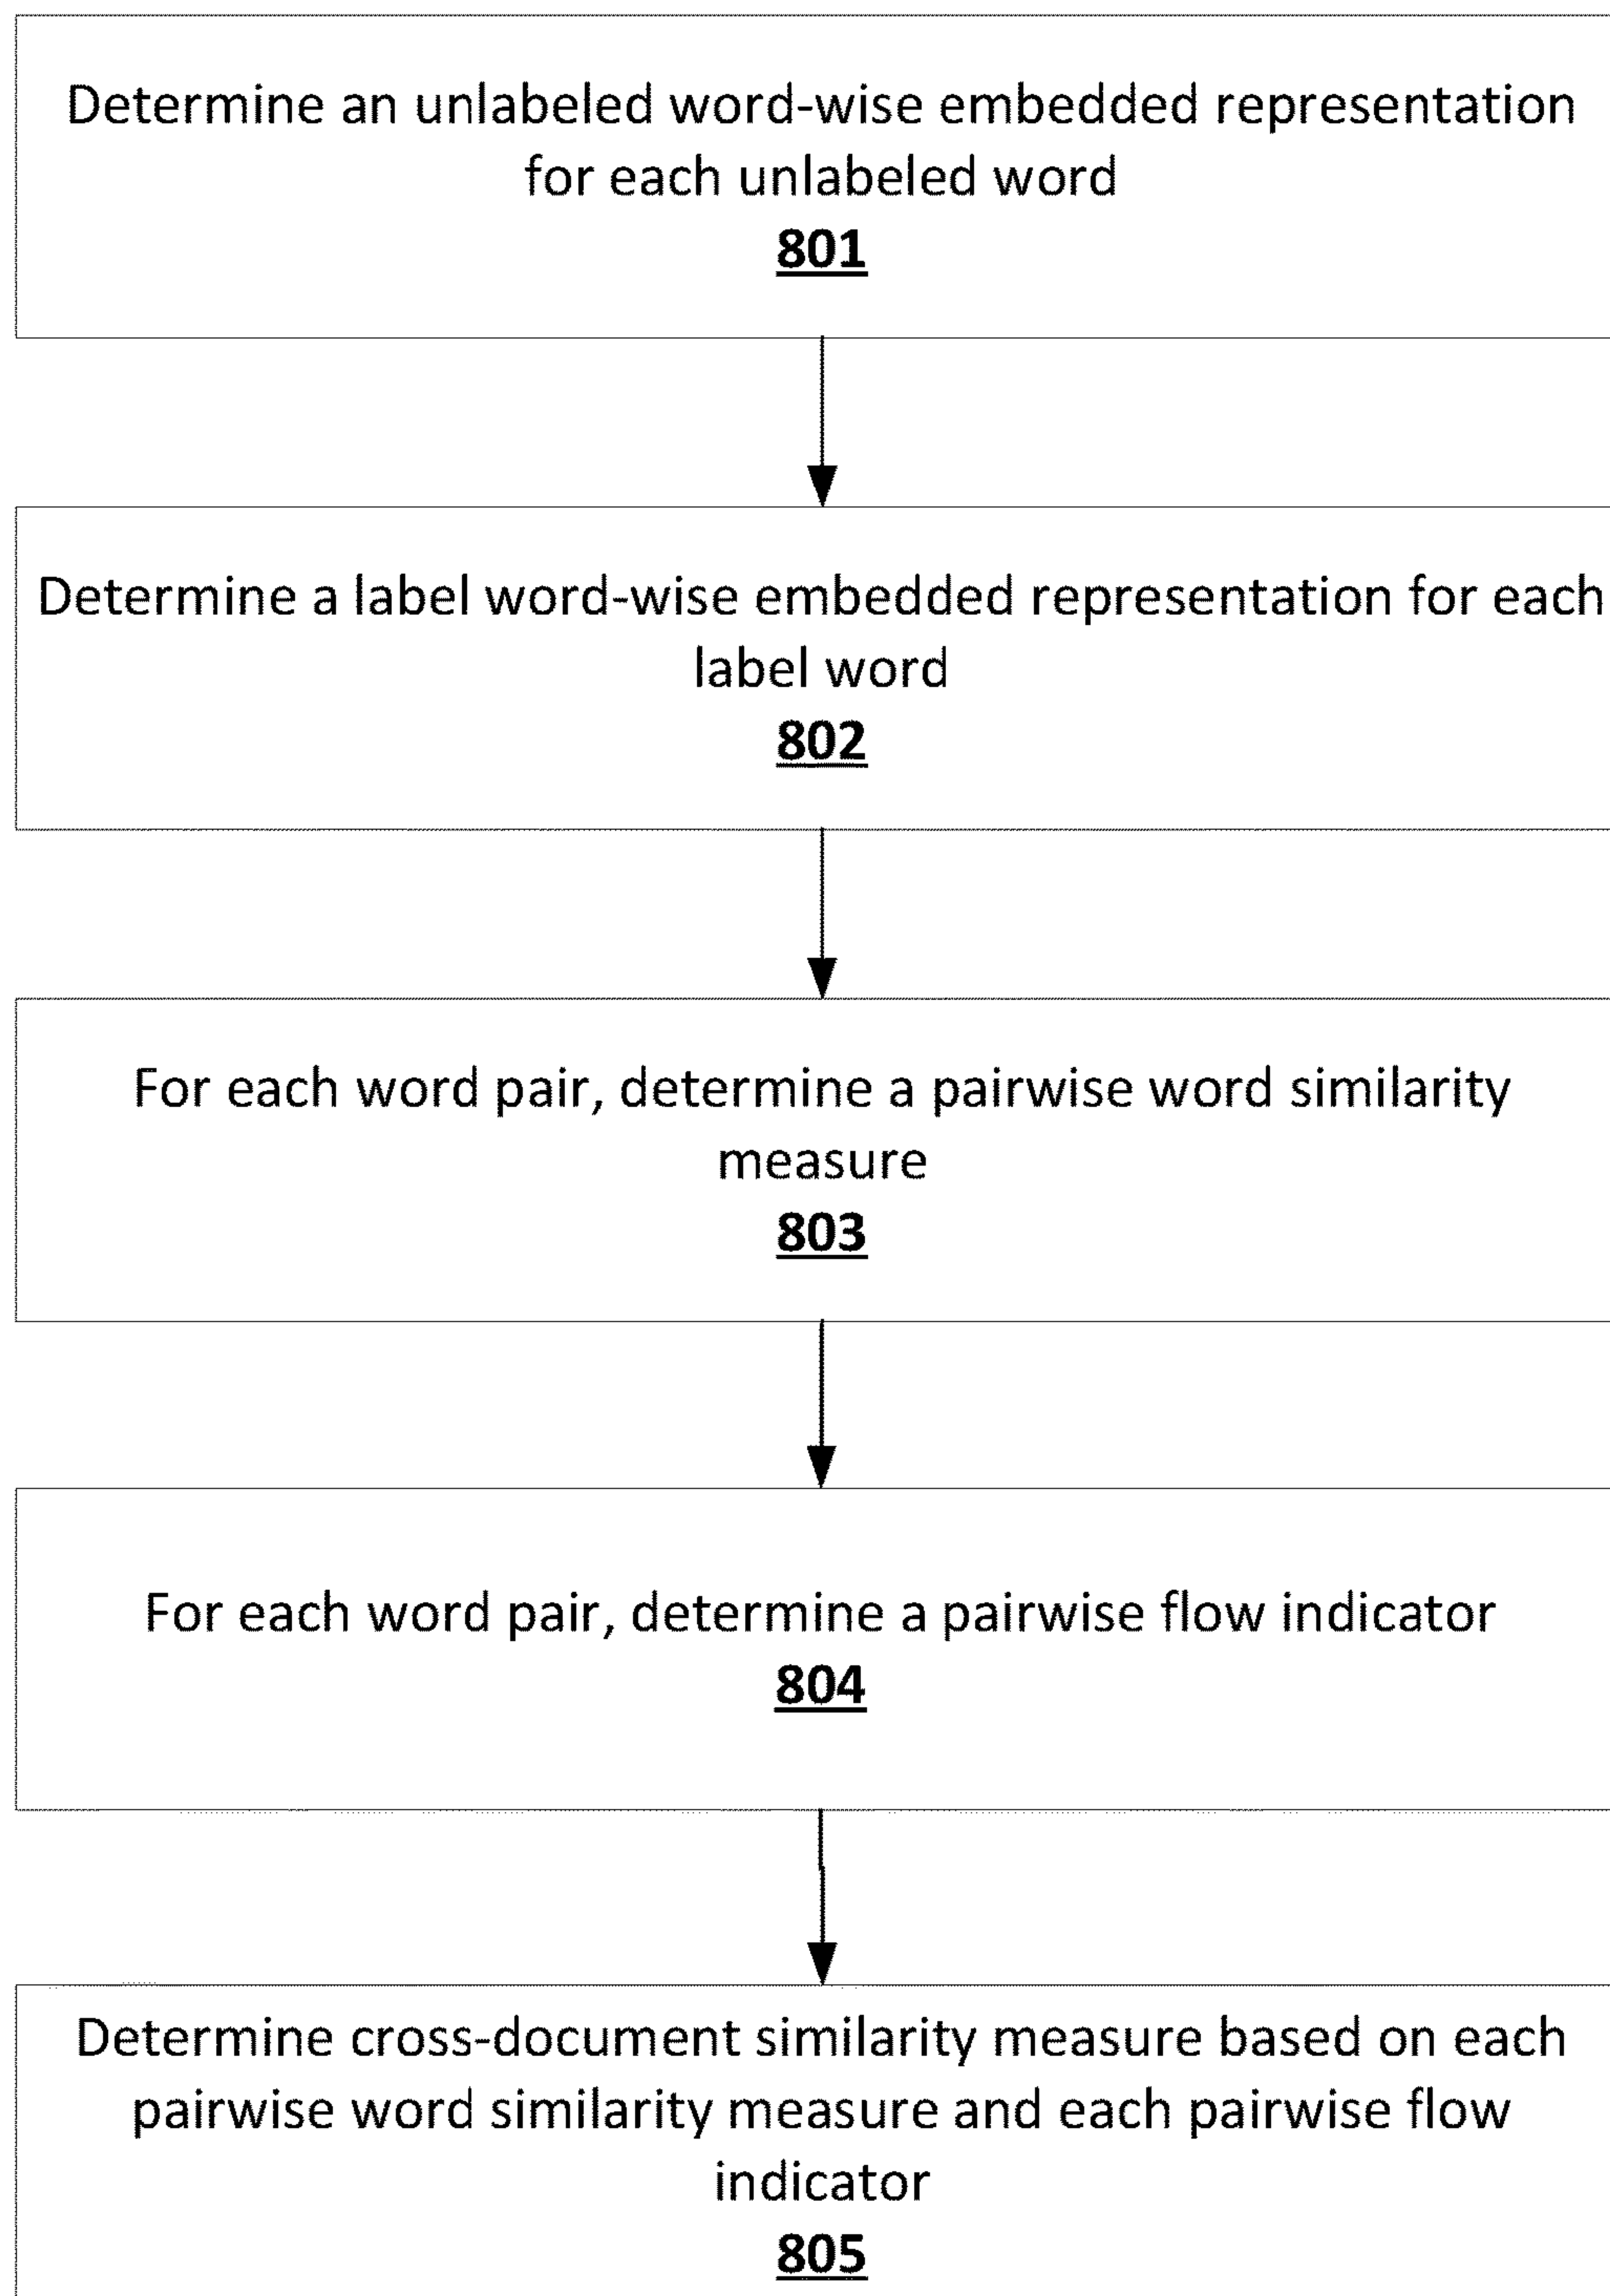 Determine an unlabeled word-wise embedded representation
for each unlabeled word
801
Determine a label word-wise embedded representation for each
label word
802
For each word pair, determine a pairwise word similarity
measure
803
For each word pair, determine a pairwise flow indicator
804
Determine cross-document similarity measure based on each
pairwise word similarity measure and each pairwise flow
indicator
805